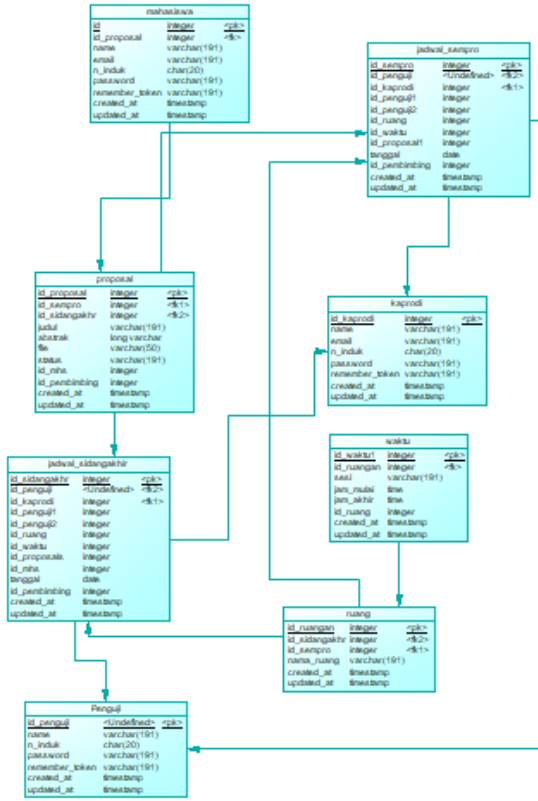 mahasiswa
id integer <pk>
id_proposal integer <fk>
name varchar(191)
email varchar(191)
n_induk char(20)
password varchar(191)
remember_token varchar(191)
created_at timestamp
updated_at timestamp
jadwal_sempro
id_sempro integer <pk>
id_penguji <Undefined> <fk2>
id_kaprodi integer <fk1>
id_penguji1 integer
id_penguji2 integer
id_ruang integer
id_waktu integer
id_proposal1 integer
tanggal date
id_pembimbing integer
created_at timestamp
updated_at timestamp
proposal
id_proposal integer <pk>
id_sempro integer <fk1>
id_sidangakhr integer <fk2>
judul varchar(191)
abstrak long varchar
file varchar(50)
status varchar(191)
id_mhs integer
id_pembimbing integer
created_at timestamp
updated_at timestamp
kaprodi
id_kaprodi integer <pk>
name varchar(191)
email varchar(191)
n_induk char(20)
password varchar(191)
remember_token varchar(191)
created_at timestamp
updated_at timestamp
waktu
id_waktu1 integer <pk>
id_ruangan integer <fk>
sesi varchar(191)
jam_mulai time
jam_akhir time
id_ruang integer
created_at timestamp
updated_at timestamp
jadwal_sidangakhir
id_sidangakhr integer <pk>
id_penguji <Undefined> <fk2>
id_kaprodi integer <fk1>
id_penguji1 integer
id_penguji2 integer
id_ruang integer
id_waktu integer
id_proposals integer
id_mhs integer
tanggal date
id_pembimbing integer
created_at timestamp
updated_at timestamp
ruang
id_ruangan integer <pk>
id_sidangakhr integer <fk2>
id_sempro integer <fk1>
nama_ruang varchar(191)
created_at timestamp
updated_at timestamp
Penguji
id_penguji <Undefined> <pk>
name varchar(191)
n_induk char(20)
password varchar(191)
remember_token varchar(191)
created_at timestamp
updated_at timestamp